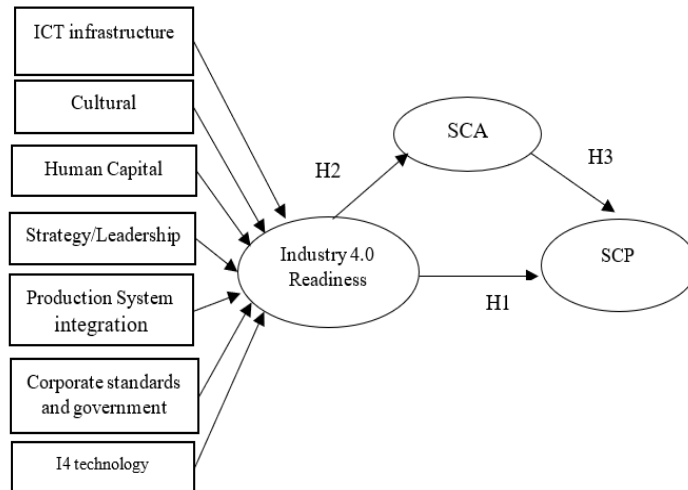 ICT infrastructure
Cultural
Human Capital
Strategy/Leadership
Production System
integration
Corporate standards
and government
I4 technology
Industry 4.0
Readiness
H2
SCA
H3
H1
SCP